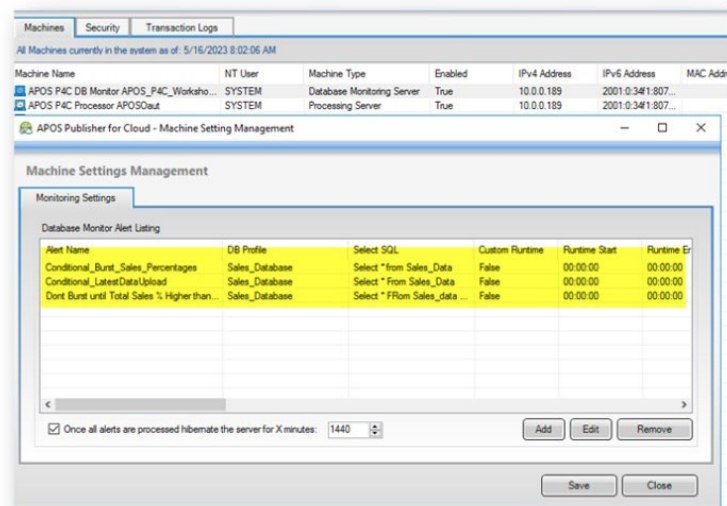 Machines Security Transaction Logs
All Machines currently in the system as of: 5/16/2023 8:02:06 AM
Machine Name NT User Machine Type Enabled IPv4 Address IPv6 Address MAC Addr
APOS P4C DB Monitor APOS_P4C_Worksho... SYSTEM Database Monitoring Server True 10.0.0.189 2001:0:34f1:807...
APOS P4C Processor APOSOaut SYSTEM Processing Server True 10.0.0.189 2001:0:34f1:807...
APOS Publisher for Cloud - Machine Setting Management
Machine Settings Management
Monitoring Settings
Database Monitor Alert Listing
Alert Name DB Profile Select SQL Custom Runtime Runtime Start Runtime Er
Conditional_Burst_Sales_Percentages Sales_Database Select * from Sales_Data False 00:00:00 00:00:00
Conditional_LatestDataUpload Sales_Database Select * From Sales_Data False 00:00:00 00:00:00
Dont Burst until Total Sales % Higher than... Sales_Database Select * FRom Sales_data ... False 00:00:00 00:00:00
Once all alerts are processed hibernate the server for X minutes: 1440 Add Edit Remove
Save Close